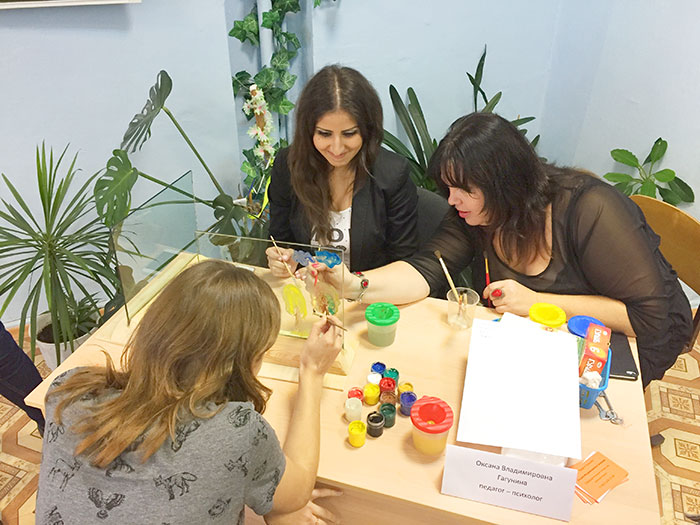 Оксана Владимировна
Гагунина
педагог – психолог